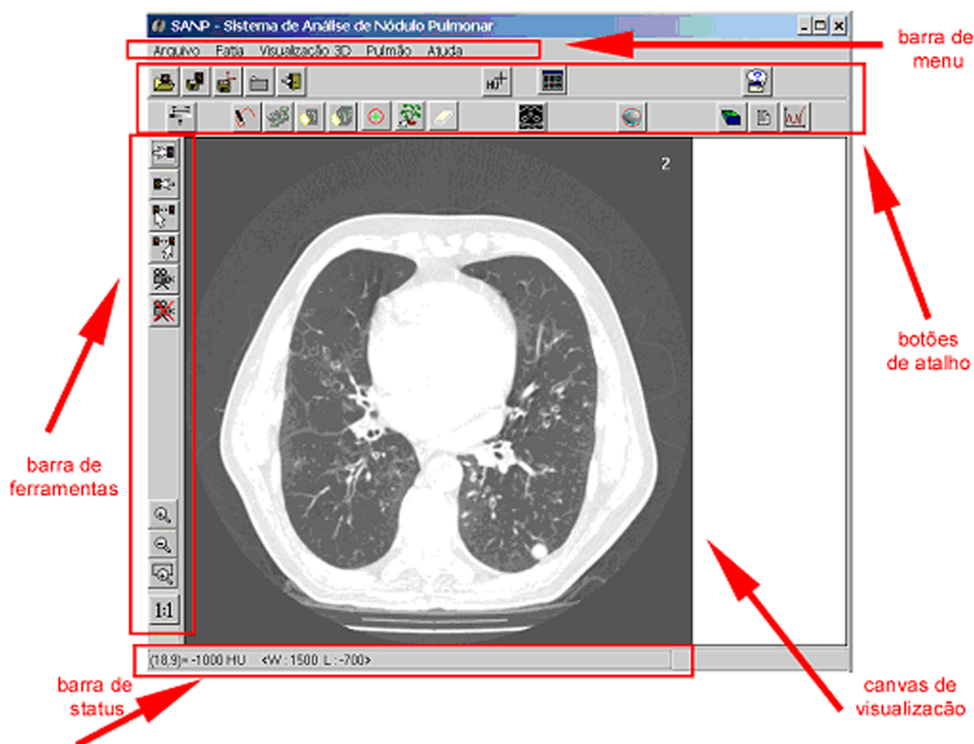 SANP - Sistema de Análise de Nódulo Pulmonar
Arquivo Fatia Visualização 3D Pulmão Ajuda
barra de
menu
HU
2
botões
de atalho
barra de
ferramentas
1:1
(18,9)= -1000 HU <W : 1500 L : -700>
barra de
status
canvas de
visualizacão